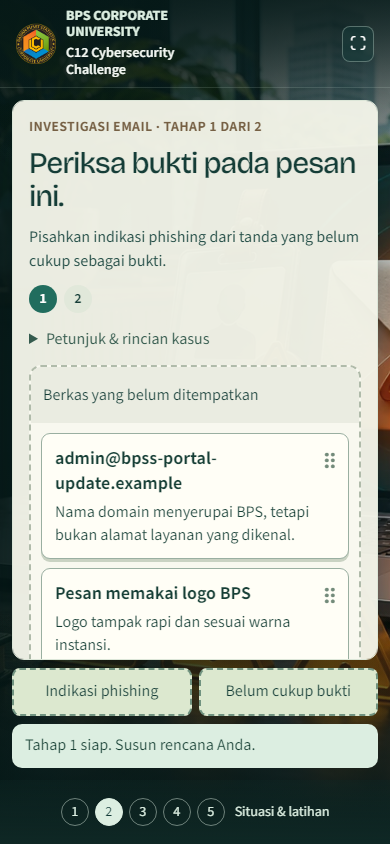 BPS CORPORATE
UNIVERSITY
C12 Cybersecurity
Challenge
INVESTIGASI EMAIL · TAHAP 1 DARI 2
Periksa bukti pada pesan
ini.
Pisahkan indikasi phishing dari tanda yang belum
cukup sebagai bukti.
1 2
Petunjuk & rincian kasus
Berkas yang belum ditempatkan
admin@bpss-portal-
update.example
Nama domain menyerupai BPS, tetapi
bukan alamat layanan yang dikenal.
Pesan memakai logo BPS
Logo tampak rapi dan sesuai warna
instansi.
Indikasi phishing
Belum cukup bukti
Tahap 1 siap. Susun rencana Anda.
1 2 3 4 5 Situasi & latihan